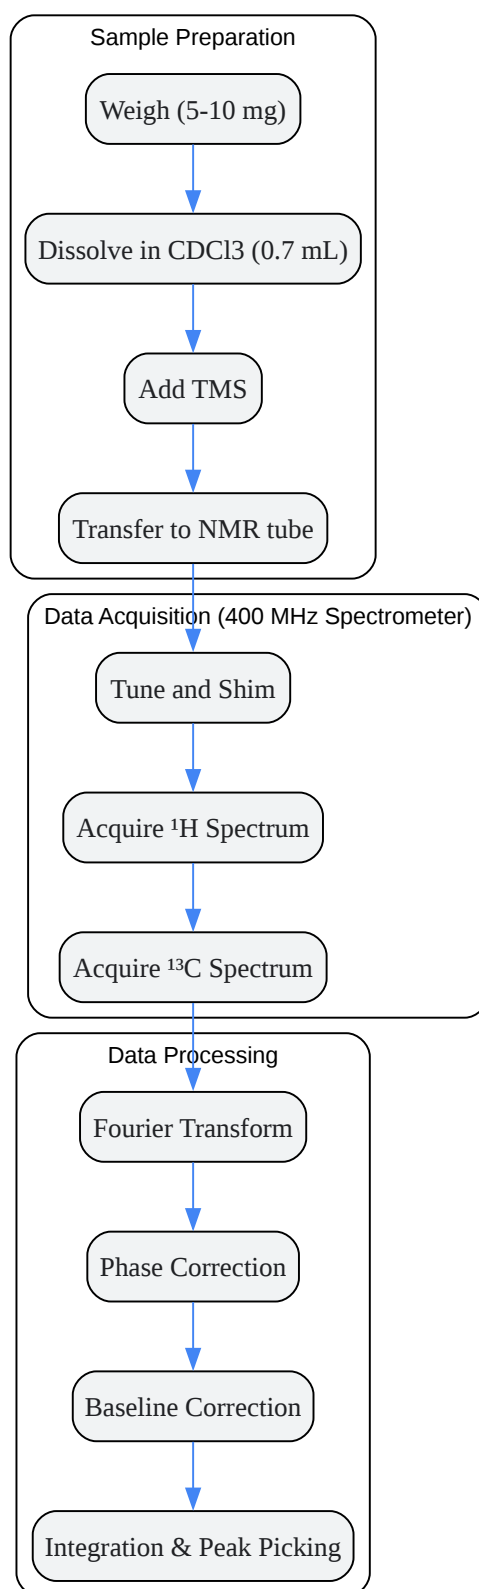 Sample Preparation
Weigh (5-10 mg)
Dissolve in CDCl3 (0.7 mL)
Add TMS
Transfer to NMR tube
Data Acquisition (400 MHz Spectrometer)
Tune and Shim
Acquire ¹H Spectrum
Acquire ¹³C Spectrum
Data Processing
Fourier Transform
Phase Correction
Baseline Correction
Integration & Peak Picking